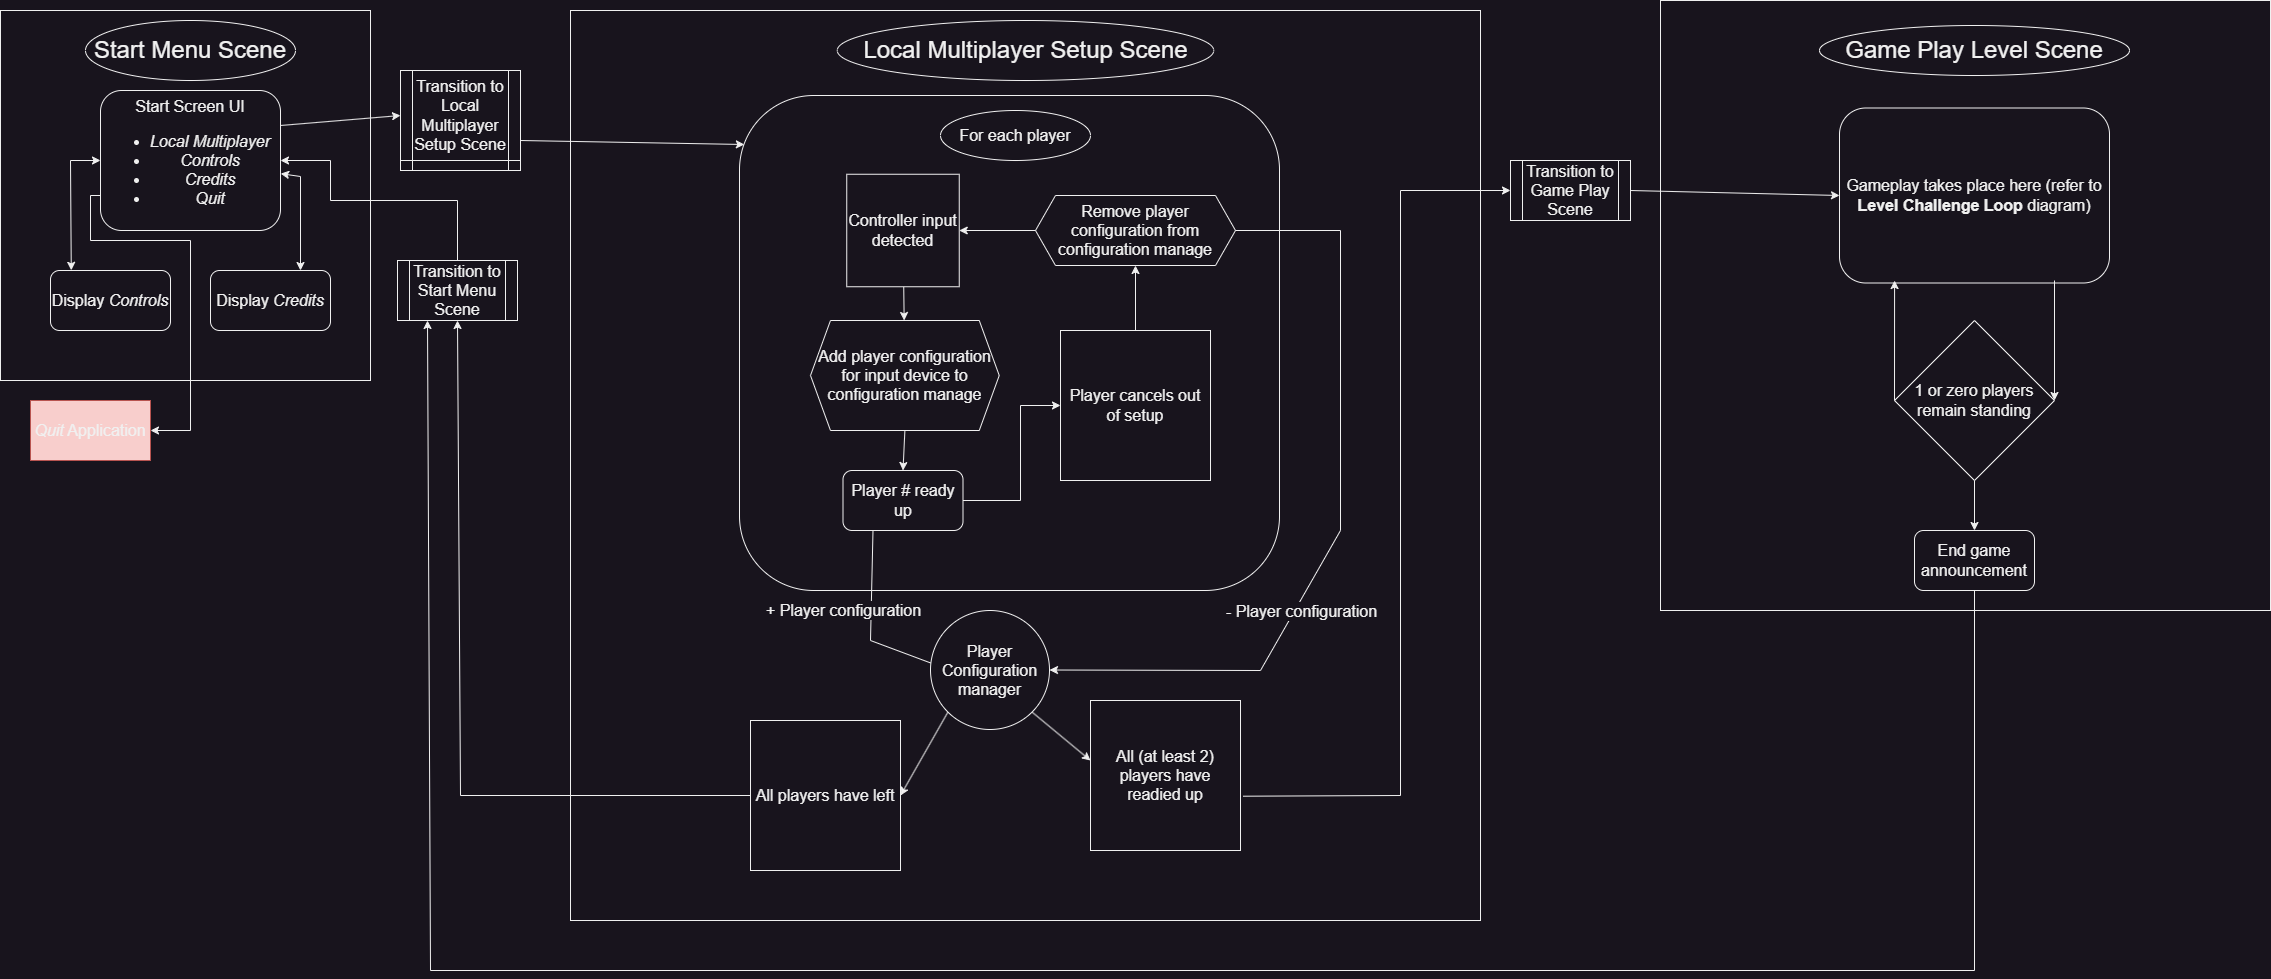 Start Menu Scene
Start Screen UI
Local Multiplayer
Controls
Credits
Quit
Display Controls
Display Credits
Quit Application
Transition to
Local
Multiplayer
Setup Scene
Transition to
Start Menu
Scene
Local Multiplayer Setup Scene
For each player
Controller input
detected
Remove player
configuration from
configuration manage
Add player configuration
for input device to
configuration manage
Player cancels out
of setup
Player # ready
up
+ Player configuration
- Player configuration
Player
Configuration
manager
All players have left
All (at least 2)
players have
readied up
Transition to
Game Play
Scene
Game Play Level Scene
Gameplay takes place here (refer to
Level Challenge Loop diagram)
1 or zero players
remain standing
End game
announcement